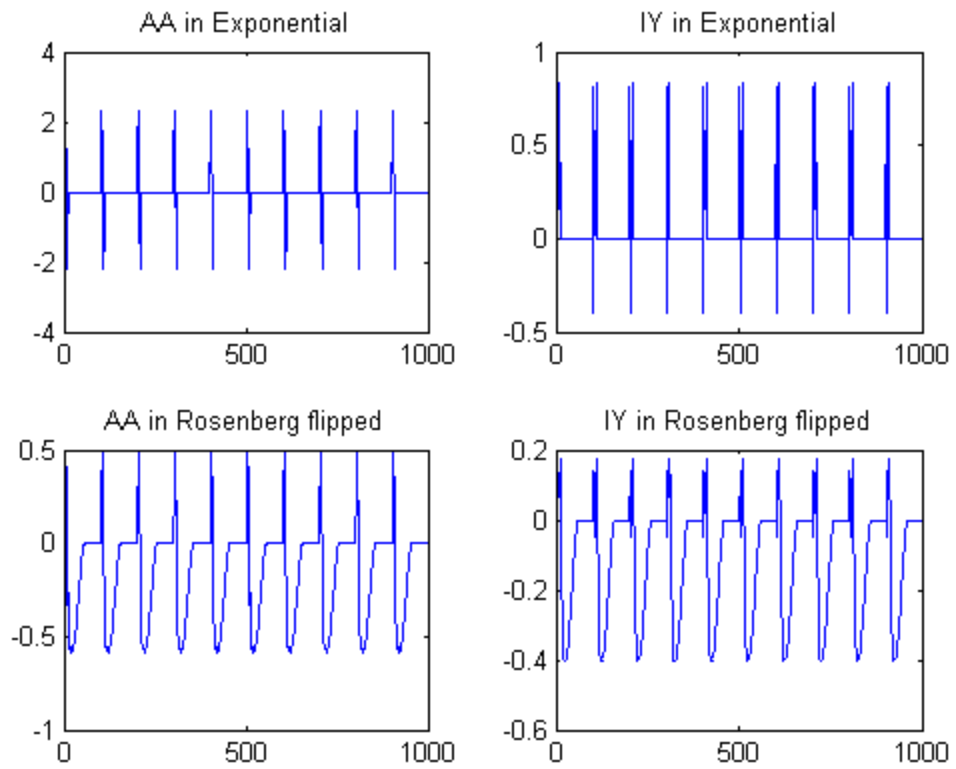 AA in Exponential
4
2
0
-2
-4
0 500 1000
IY in Exponential
1
0.5
0
-0.5
0 500 1000
AA in Rosenberg flipped
0.5
0
-0.5
-1
0 500 1000
IY in Rosenberg flipped
0.2
0
-0.2
-0.4
-0.6
0 500 1000